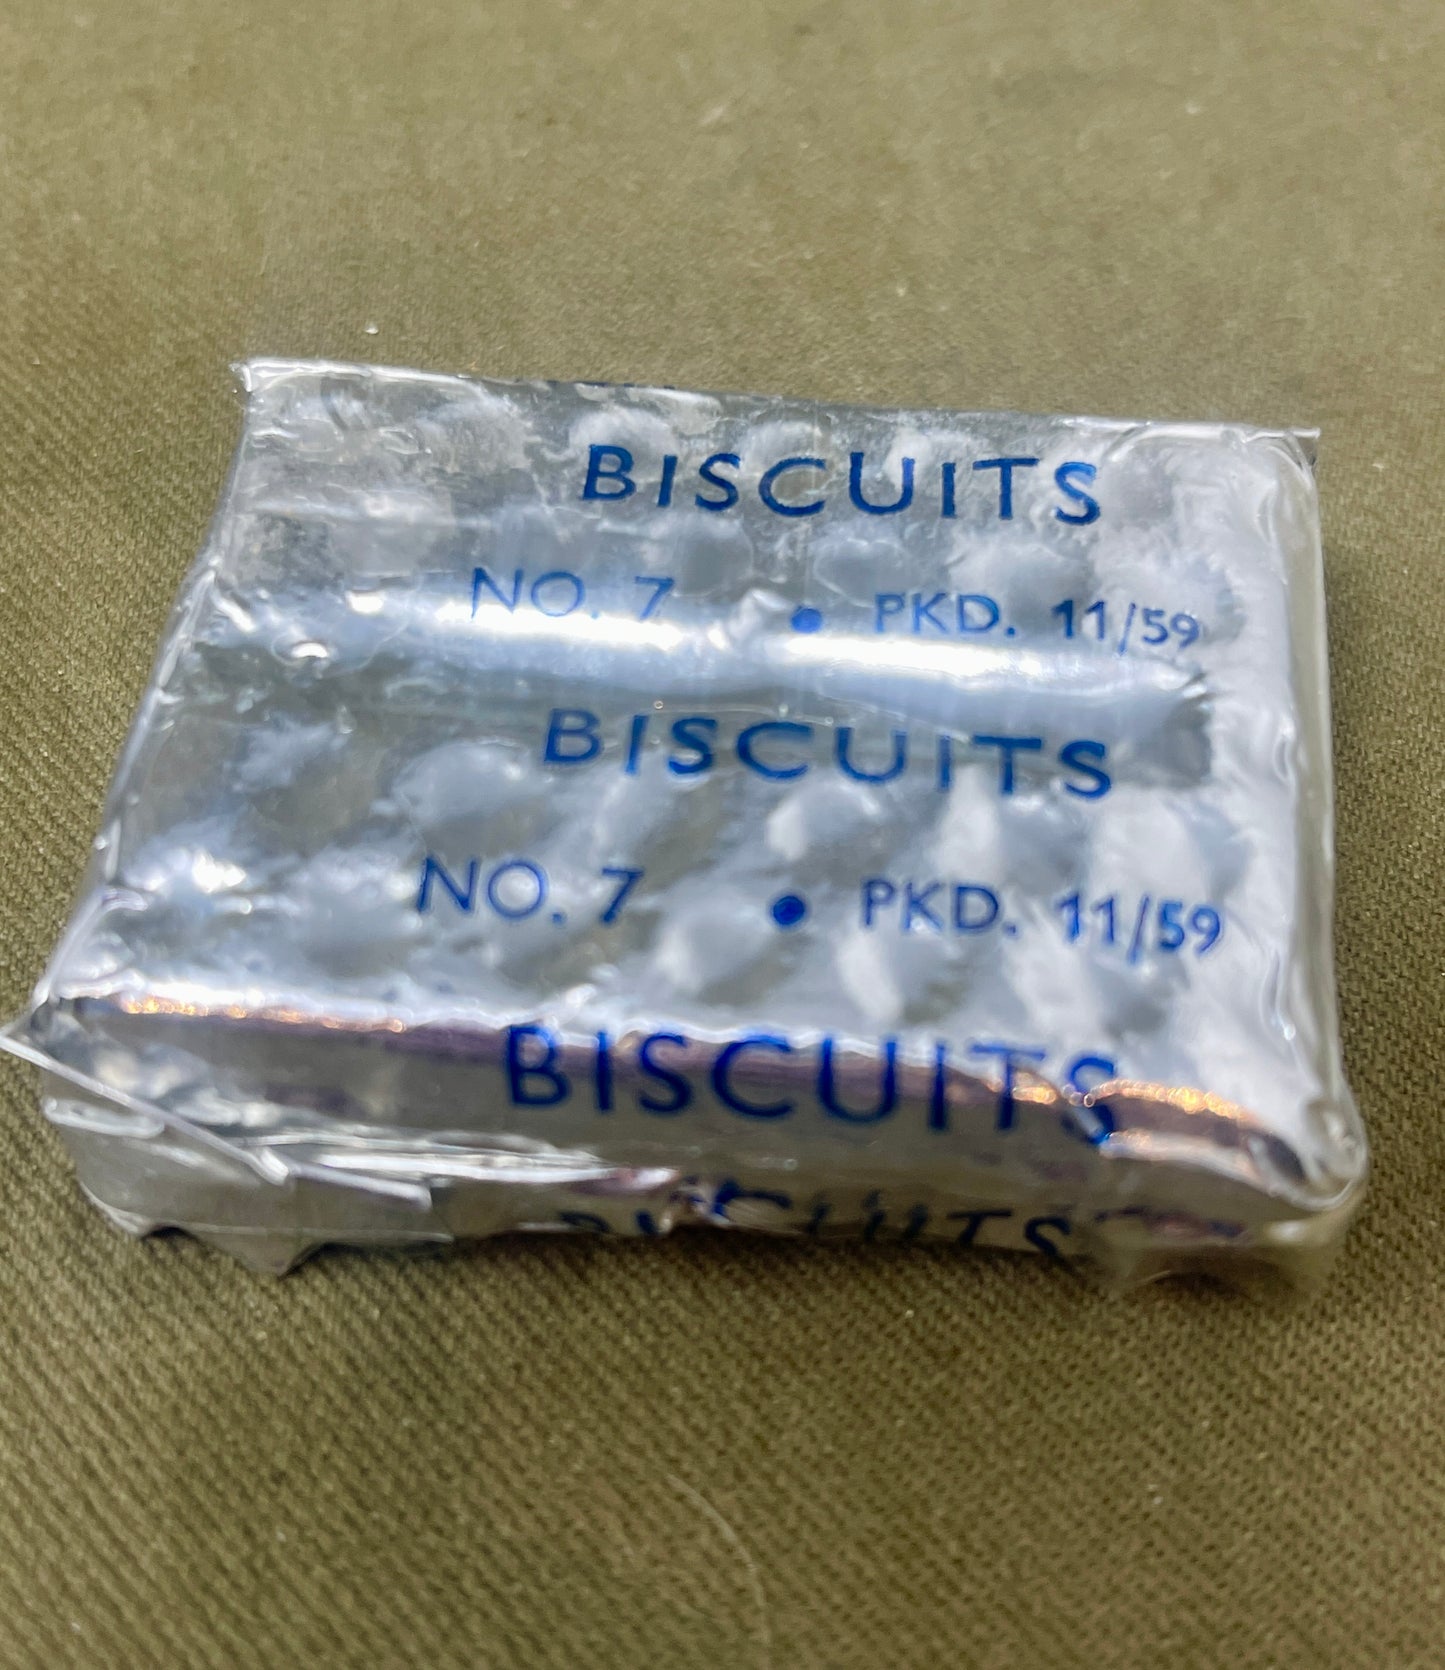 BISCUITS
NO. 7 • PKD. 11/59
BISCUITS
NO. 7 • PKD. 11/59
BISCUITS